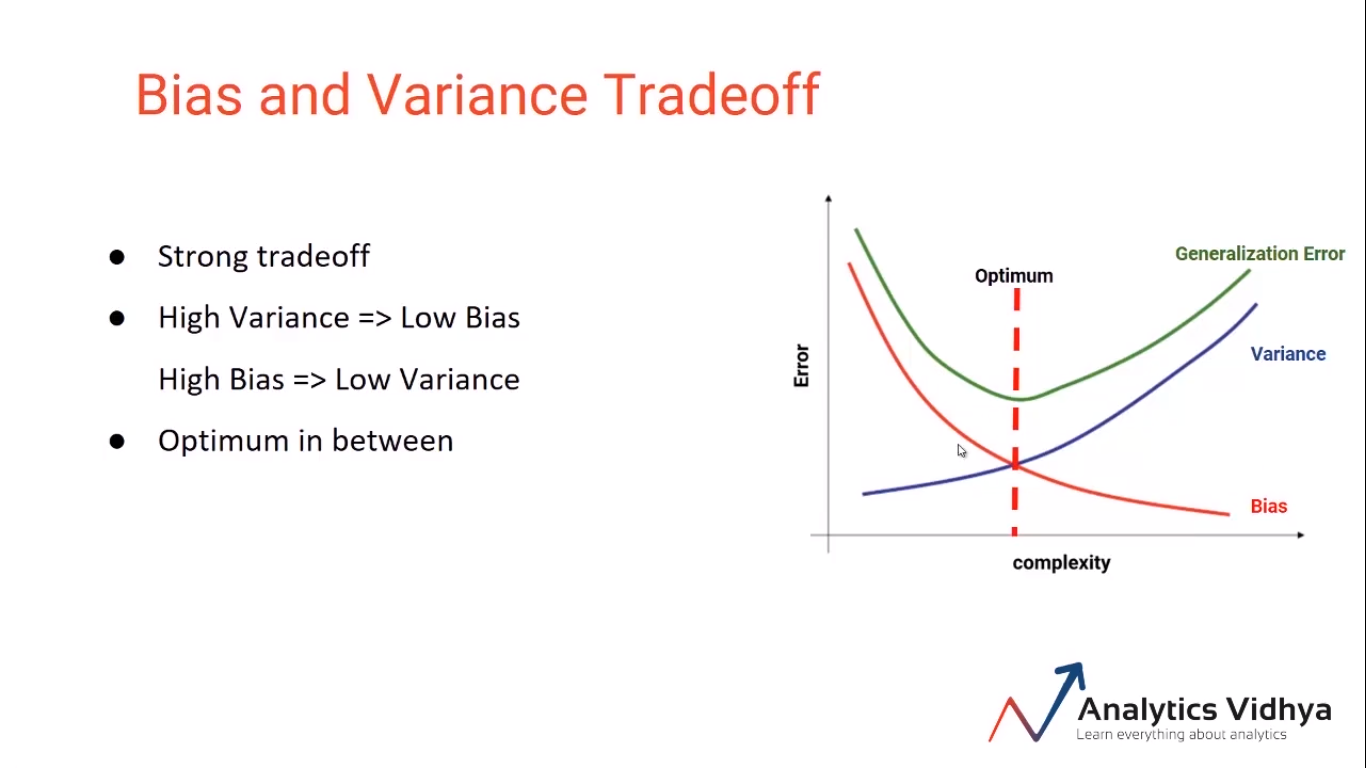 Bias and Variance Tradeoff
● Strong tradeoff
● High Variance => Low Bias
High Bias => Low Variance
● Optimum in between
Generalization Error
Optimum
Variance
Error
Bias
complexity
Analytics Vidhya
Learn everything about analytics